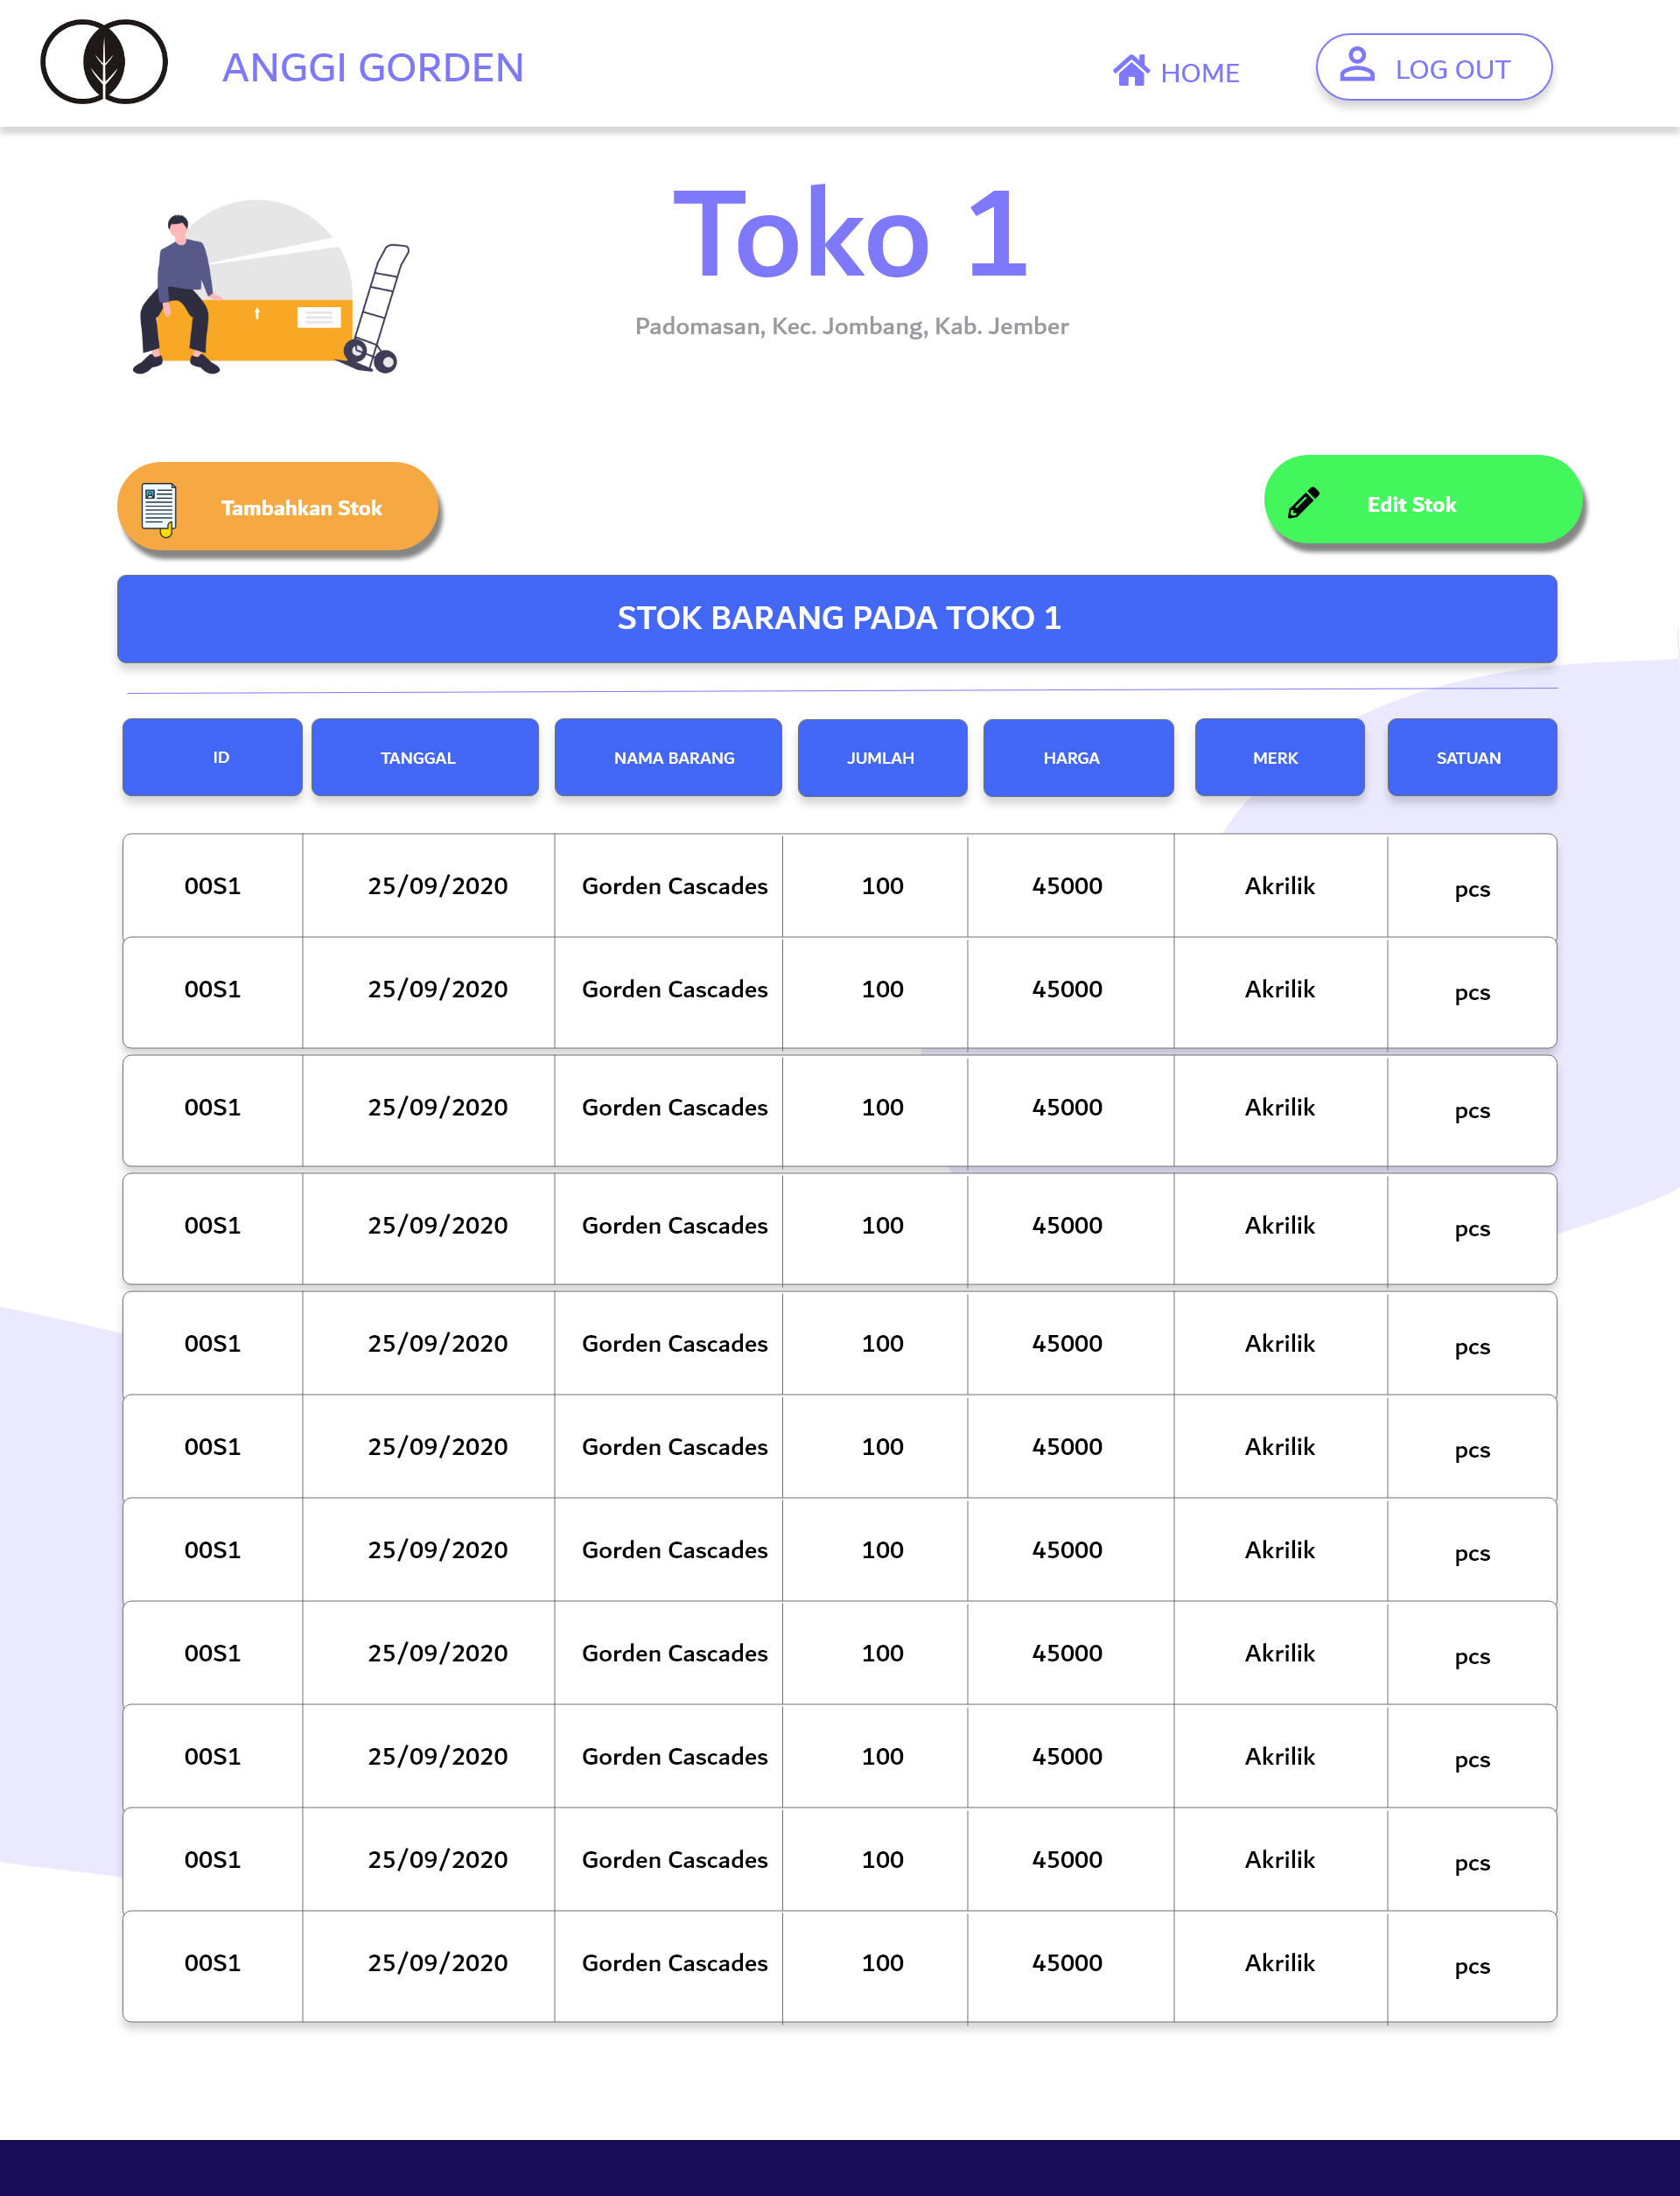 ANGGI GORDEN
HOME
LOG OUT
Toko 1
Padomasan, Kec. Jombang, Kab. Jember
Tambahkan Stok
Edit Stok
STOK BARANG PADA TOKO 1
ID TANGGAL NAMA BARANG JUMLAH HARGA MERK SATUAN
00S1 25/09/2020 Gorden Cascades 100 45000 Akrilik pcs
00S1 25/09/2020 Gorden Cascades 100 45000 Akrilik pcs
00S1 25/09/2020 Gorden Cascades 100 45000 Akrilik pcs
00S1 25/09/2020 Gorden Cascades 100 45000 Akrilik pcs
00S1 25/09/2020 Gorden Cascades 100 45000 Akrilik pcs
00S1 25/09/2020 Gorden Cascades 100 45000 Akrilik pcs
00S1 25/09/2020 Gorden Cascades 100 45000 Akrilik pcs
00S1 25/09/2020 Gorden Cascades 100 45000 Akrilik pcs
00S1 25/09/2020 Gorden Cascades 100 45000 Akrilik pcs
00S1 25/09/2020 Gorden Cascades 100 45000 Akrilik pcs
00S1 25/09/2020 Gorden Cascades 100 45000 Akrilik pcs